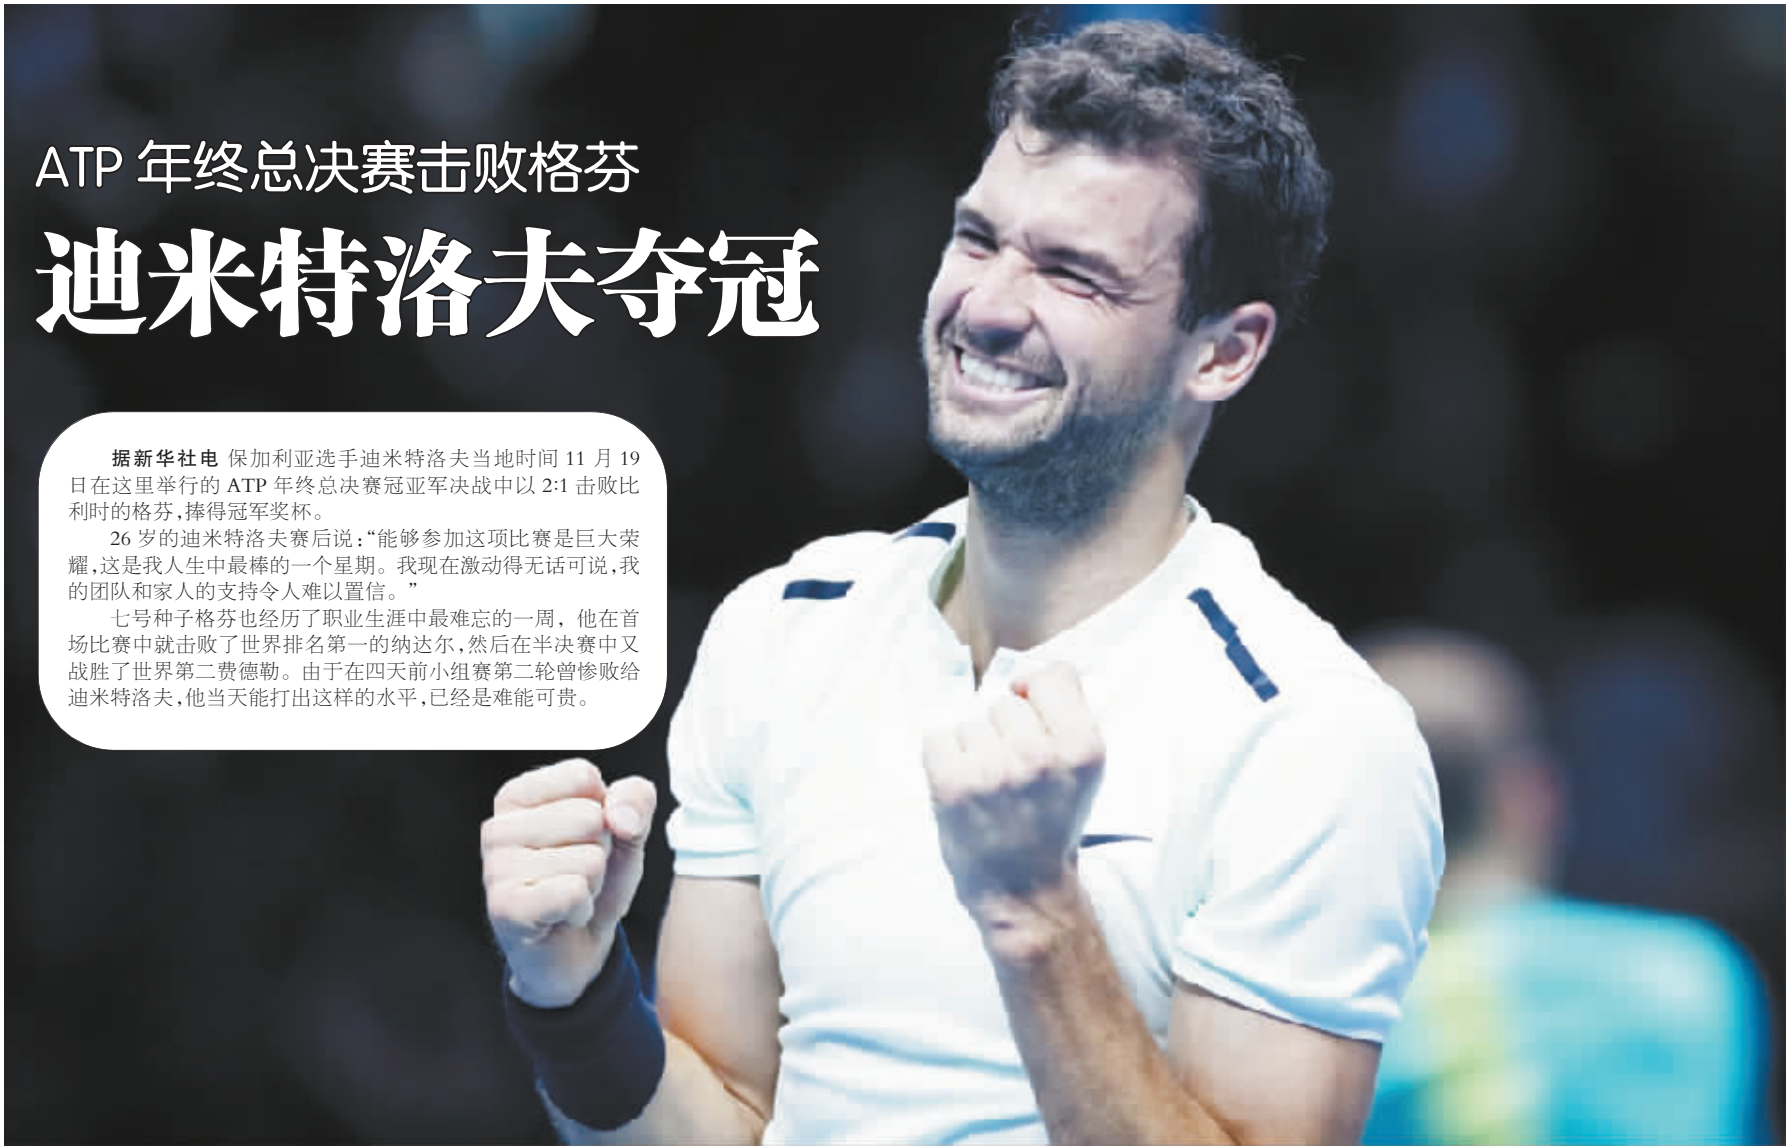 ATP 年终总决赛击败格芬
迪米特洛夫夺冠
据新华社电 保加利亚选手迪米特洛夫当地时间 11 月 19
日在这里举行的 ATP 年终总决赛冠亚军决战中以 2:1 击败比
利时的格芬,捧得冠军奖杯。
26 岁的迪米特洛夫赛后说:“能够参加这项比赛是巨大荣
耀,这是我人生中最棒的一个星期。我现在激动得无话可说,我
的团队和家人的支持令人难以置信。”
七号种子格芬也经历了职业生涯中最难忘的一周，他在首
场比赛中就击败了世界排名第一的纳达尔,然后在半决赛中又
战胜了世界第二费德勒。由于在四天前小组赛第二轮曾惨败给
迪米特洛夫,他当天能打出这样的水平,已经是难能可贵。